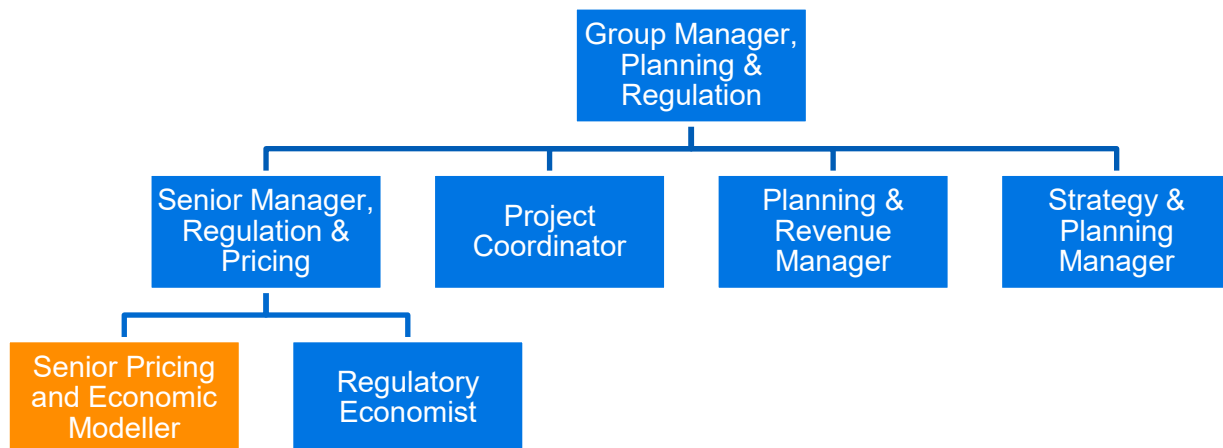 Group Manager,
Planning &
Regulation
Senior Manager,
Regulation &
Pricing
Project
Coordinator
Planning &
Revenue
Manager
Strategy &
Planning
Manager
Senior Pricing
and Economic
Modeller
Regulatory
Economist